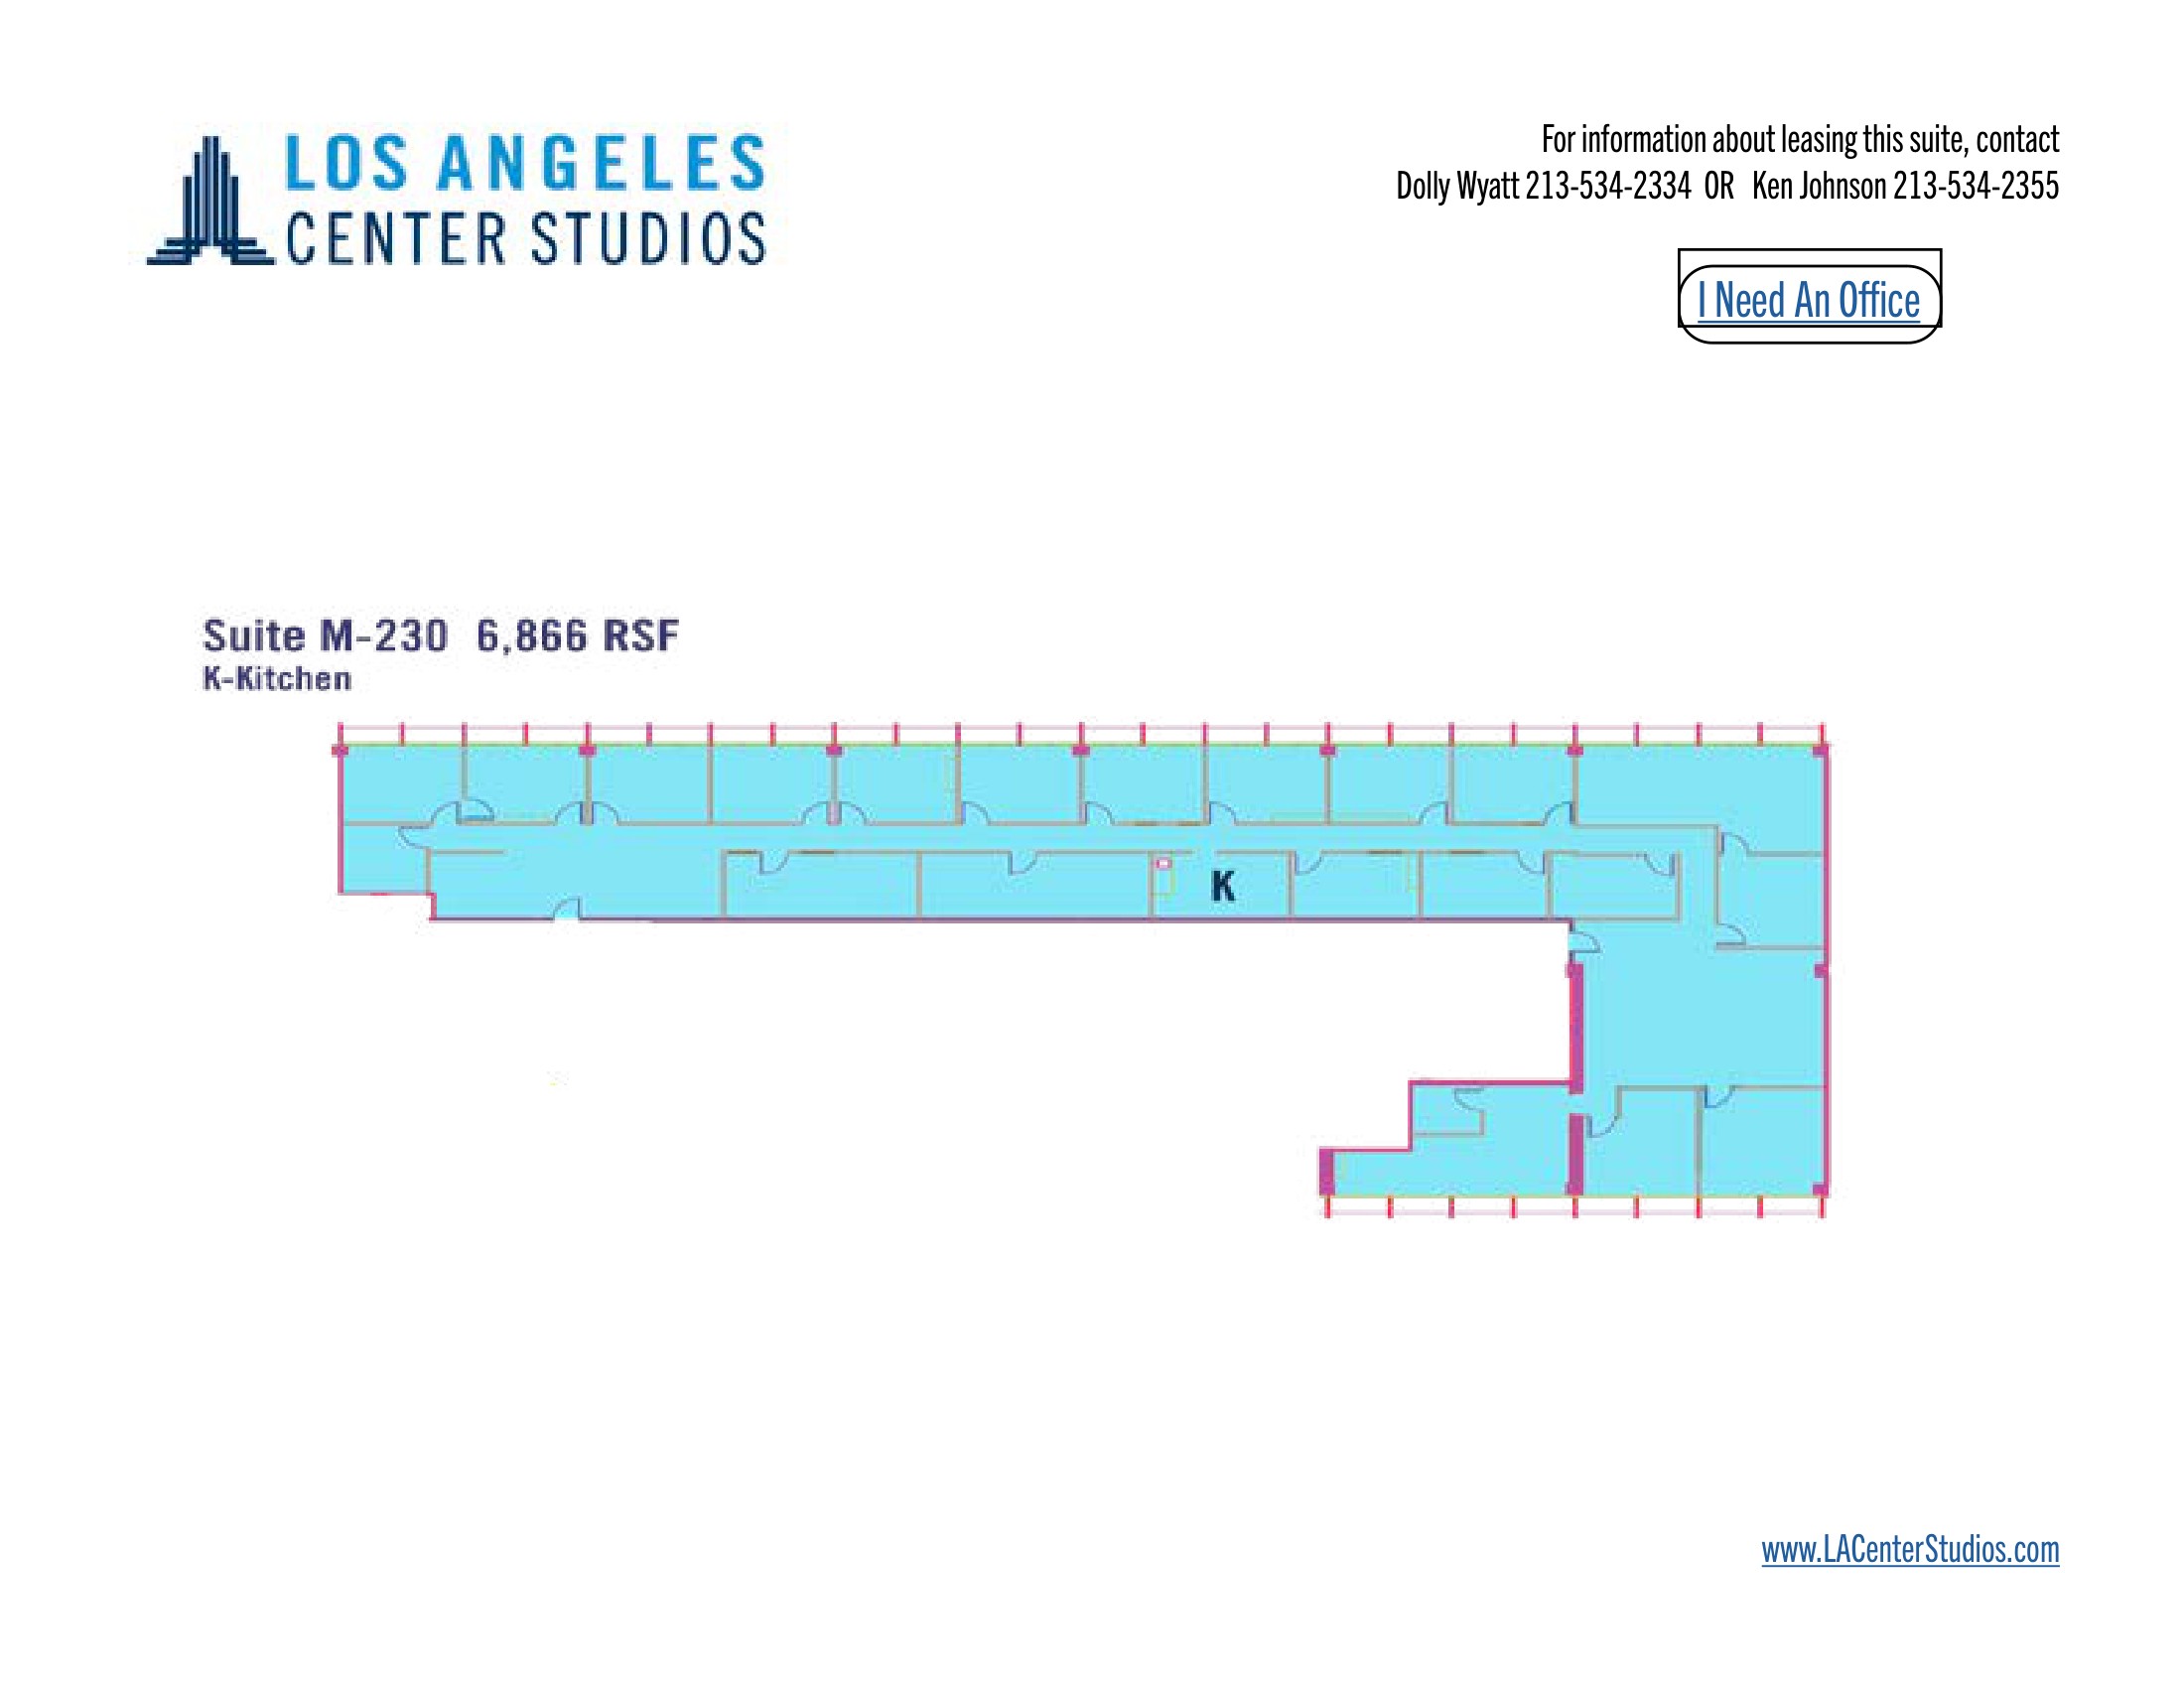 LOS ANGELES
CENTER STUDIOS
For information about leasing this suite, contact
Dolly Wyatt 213-534-2334 OR Ken Johnson 213-534-2355
I Need An Office
Suite M-230 6,866 RSF
K-Kitchen
K
www.LACenterStudios.com